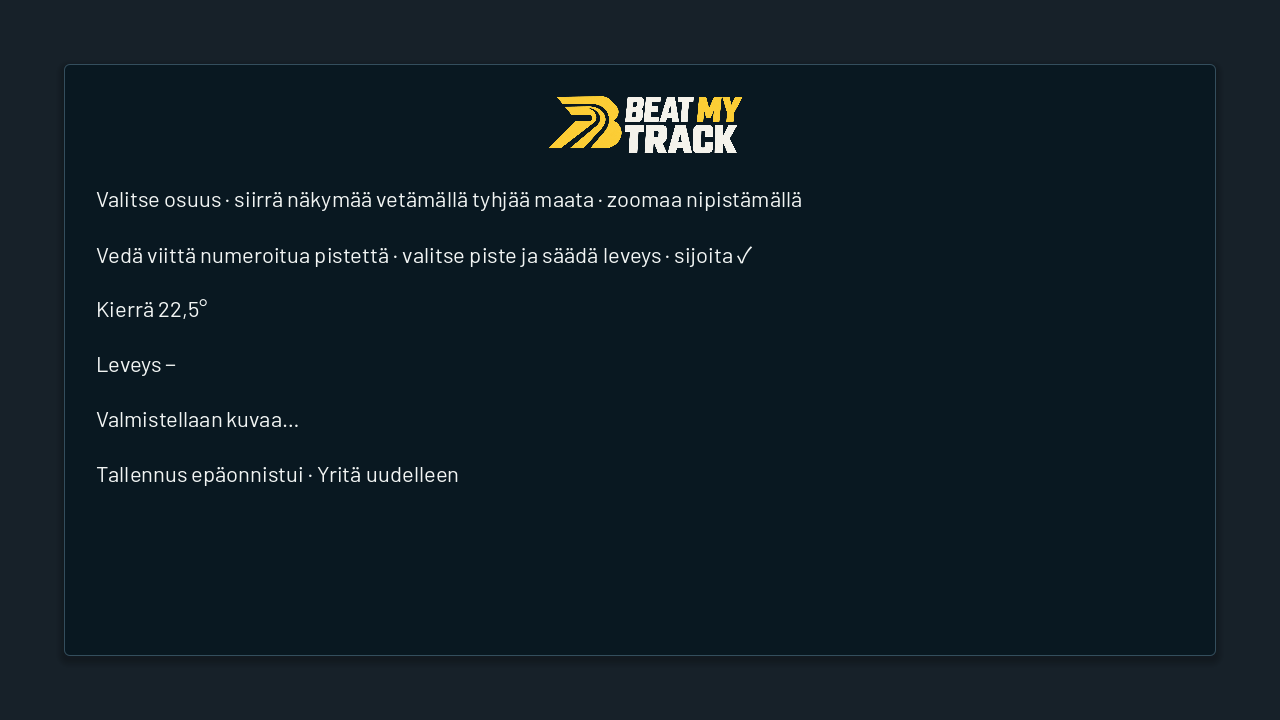 BEAT MY
TRACK
Valitse osuus · siirrä näkymää vetämällä tyhjää maata · zoomaa nipistämällä
Vedä viittä numeroitua pistettä · valitse piste ja säädä leveys · sijoita ✓
Kierrä 22,5°
Leveys −
Valmistellaan kuvaa…
Tallennus epäonnistui · Yritä uudelleen